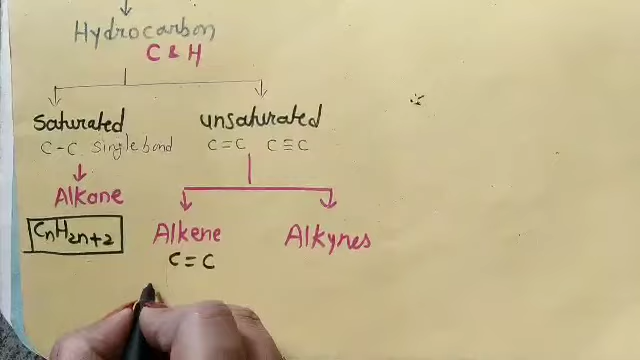 Hydrocarbon
C & H
saturated
C-C single bond
Alkane
CnH2n+2
unsaturated
C=C C≡C
Alkene
C=C
Alkynes